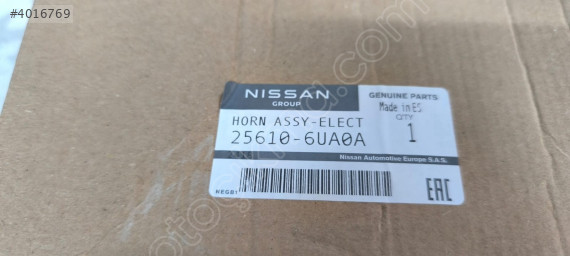 #4016769
NISSAN
GROUP
GENUINE PARTS
Made in ES
HORN ASSY-ELECT
QTY
25610-6UA0A
1
Nissan Automotive Europe S.A.S.
EAC